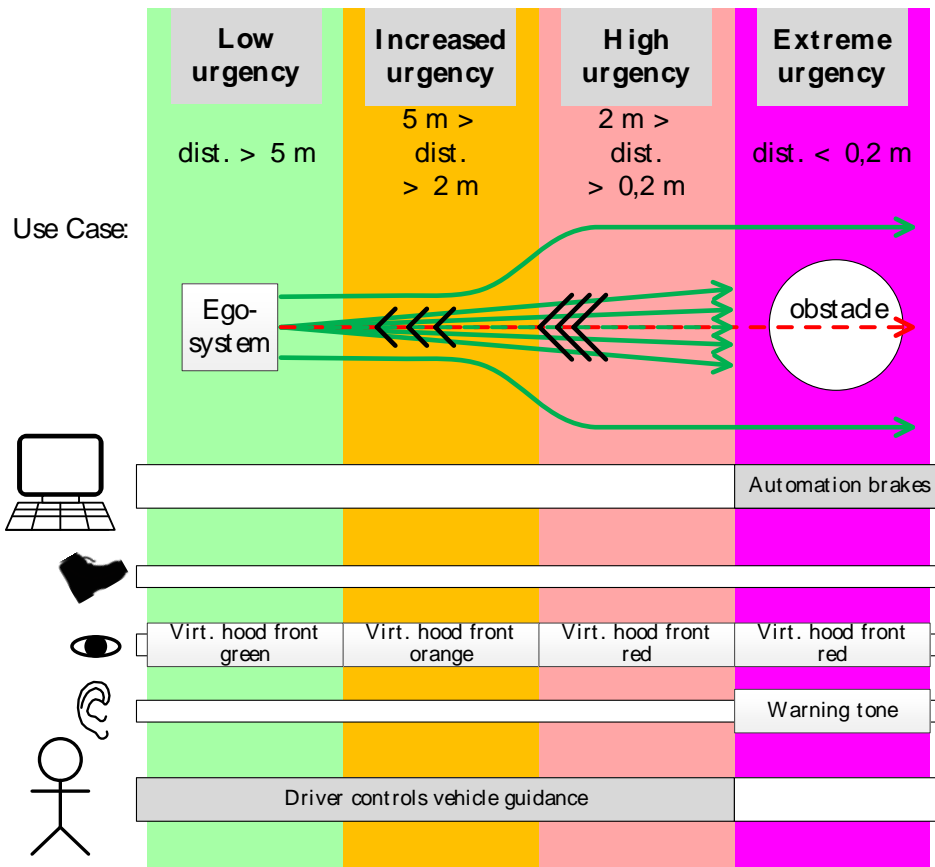 Low
urgency
Increased
urgency
High
urgency
Extreme
urgency
dist. > 5 m
5 m >
dist.
> 2 m
2 m>
dist.
> 0,2 m
dist. < 0,2 m
Use Case:
Ego-
system
obstacle
Automation brakes
Virt. hood front
green
Virt. hood front
orange
Virt. hood front
red
Virt. hood front
red
Warning tone
Driver controls vehicle guidance